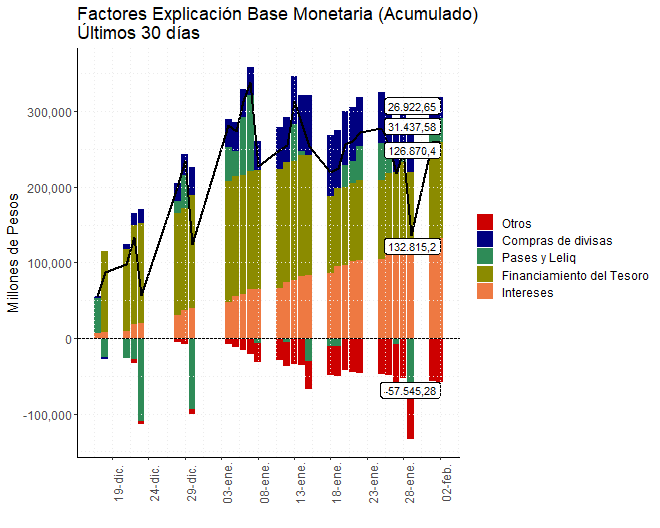 Factores Explicación Base Monetaria (Acumulado)
Últimos 30 días
Millones de Pesos
300,000
200,000
100,000
0
-100,000
26.922,65
31.437,58
126.870,4
132.815,2
-57.545,28
19-dic.
24-dic.
29-dic.
03-ene.
08-ene.
13-ene.
18-ene.
23-ene.
28-ene.
02-feb.
Otros
Compras de divisas
Pases y Leliq
Financiamiento del Tesoro
Intereses